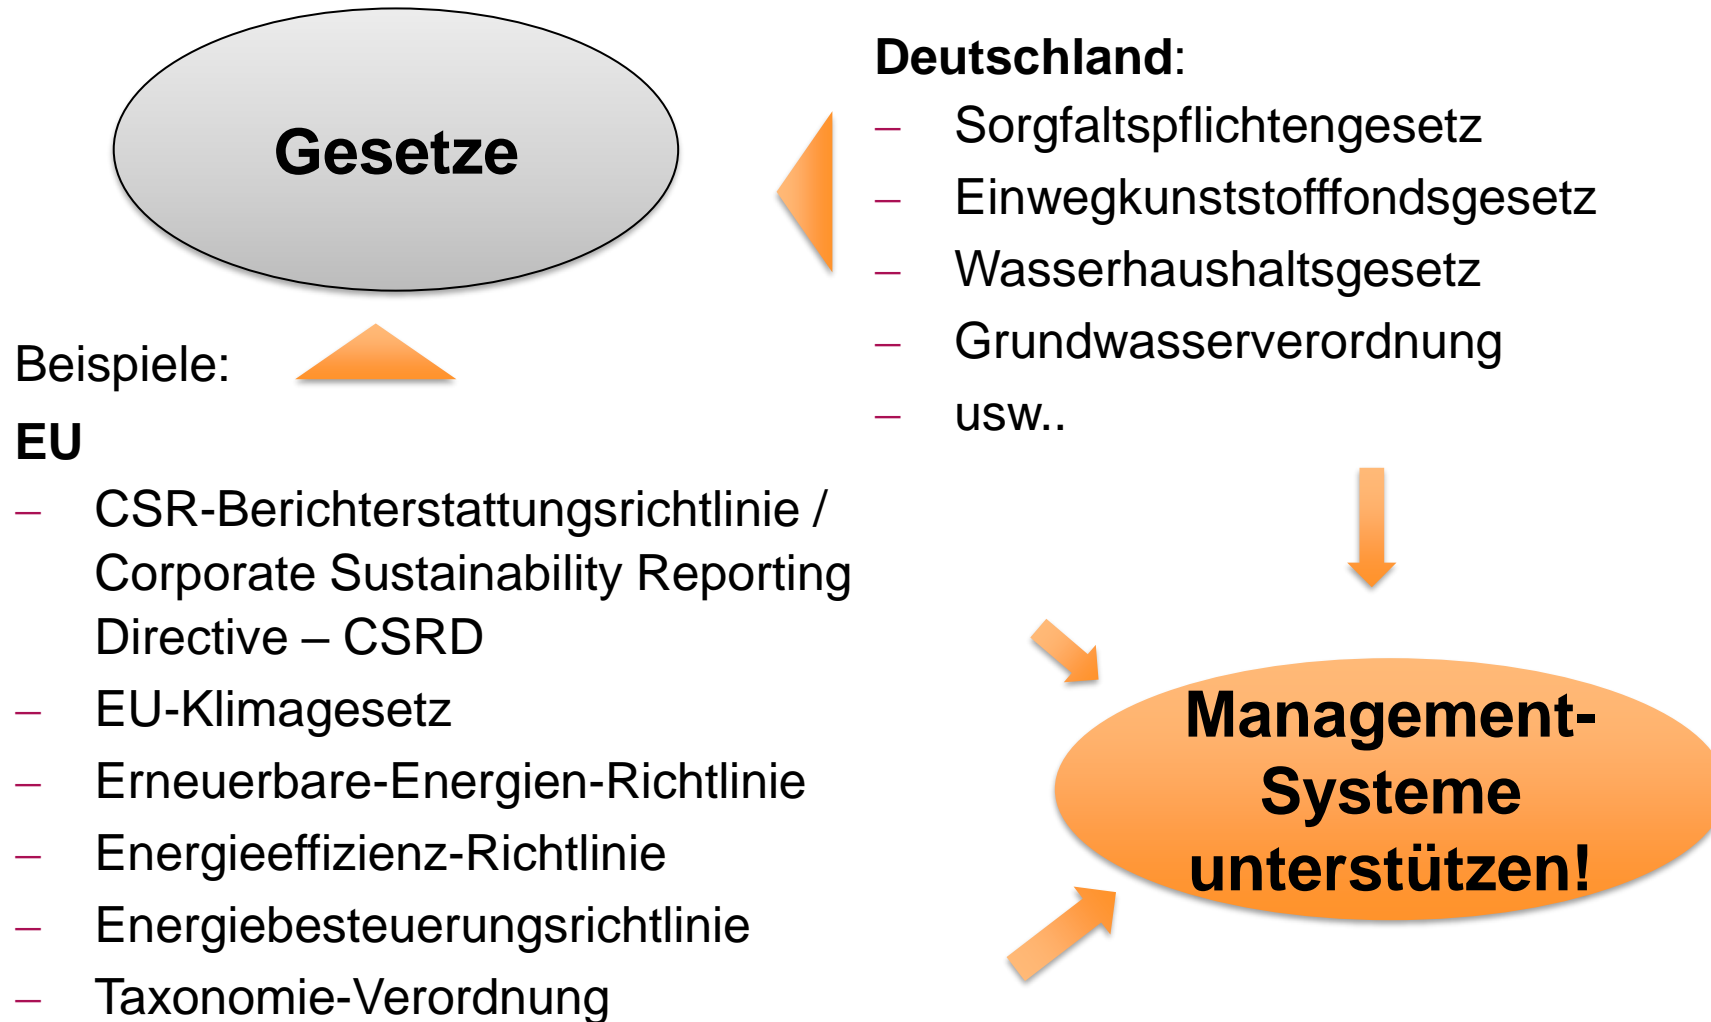 Gesetze
Beispiele:
EU
– CSR-Berichterstattungsrichtlinie /
Corporate Sustainability Reporting
Directive – CSRD
– EU-Klimagesetz
– Erneuerbare-Energien-Richtlinie
– Energieeffizienz-Richtlinie
– Energiebesteuerungsrichtlinie
– Taxonomie-Verordnung
Deutschland:
– Sorgfaltspflichtengesetz
– Einwegkunststofffondsgesetz
– Wasserhaushaltsgesetz
– Grundwasserverordnung
– usw..
Management-
Systeme
unterstützen!